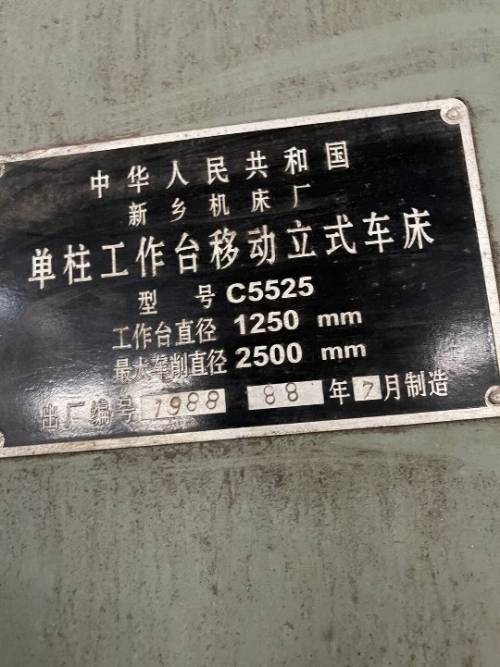 中华人民共和国
新乡机床厂
单柱工作台移动立式车床
型 号 C5525
工作台直径 1250 mm
最大车削直径 2500 mm
出厂编号 1988 88 年 7 月制造